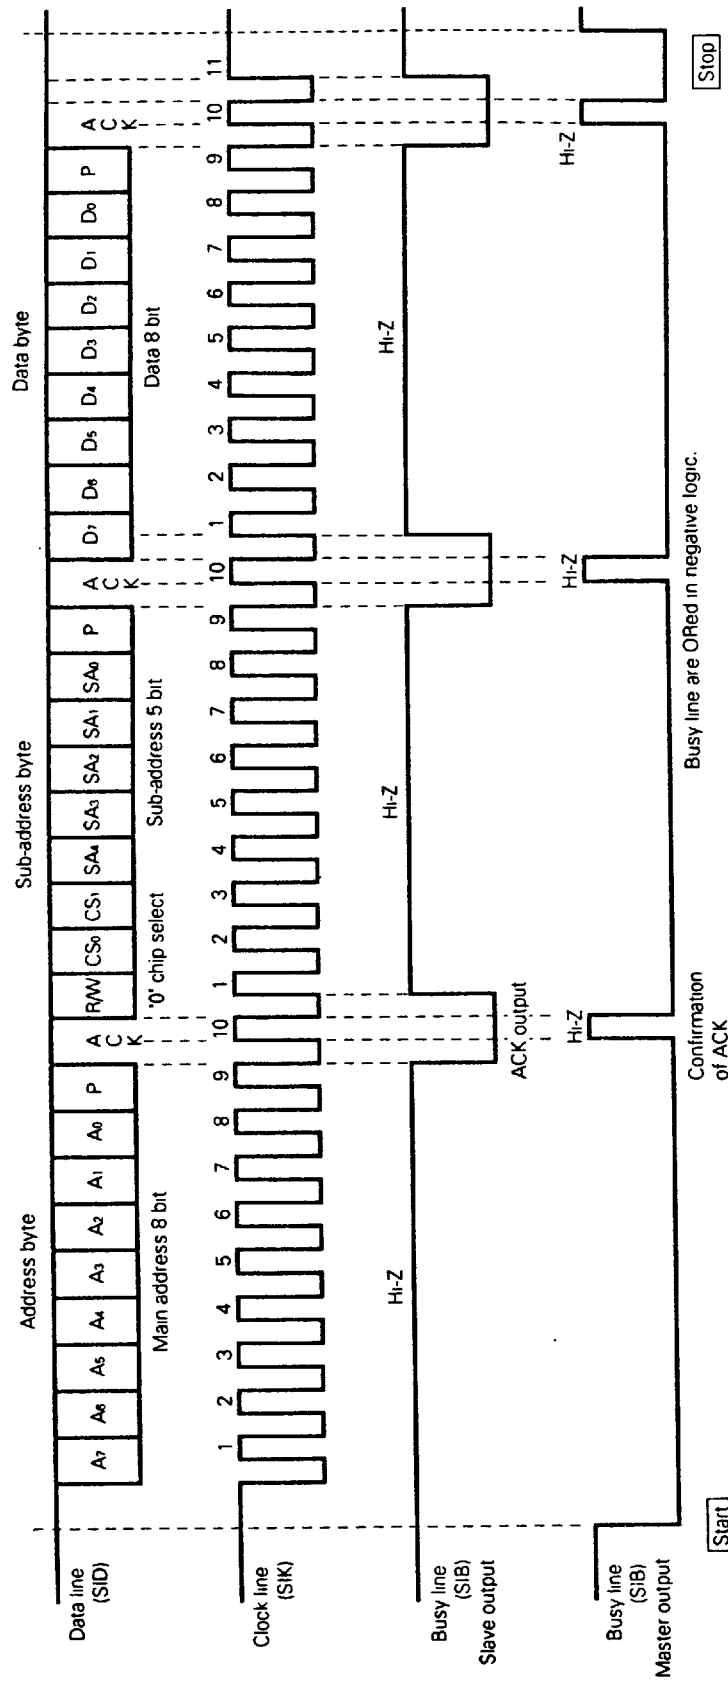 Address byte Sub-address byte Data byte
Data line
(SID)
A7 A6 A5 A4 A3 A2 A1 A0 P ACK R/W CS0 CS1 SA4 SA3 SA2 SA1 SA0 P ACK D7 D6 D5 D4 D3 D2 D1 D0 P ACK
Main address 8 bit "0" chip select Sub-address 5 bit Data 8 bit
Clock line
(SIK)
1 2 3 4 5 6 7 8 9 10 1 2 3 4 5 6 7 8 9 10 1 2 3 4 5 6 7 8 9 10 11
Busy line
(SIB)
Slave output
Hi-Z Hi-Z Hi-Z
ACK output
Busy line
(SIB)
Master output
Hi-Z Hi-Z Hi-Z
Start
Confirmation
of ACK
Busy line are ORed in negative logic.
Stop